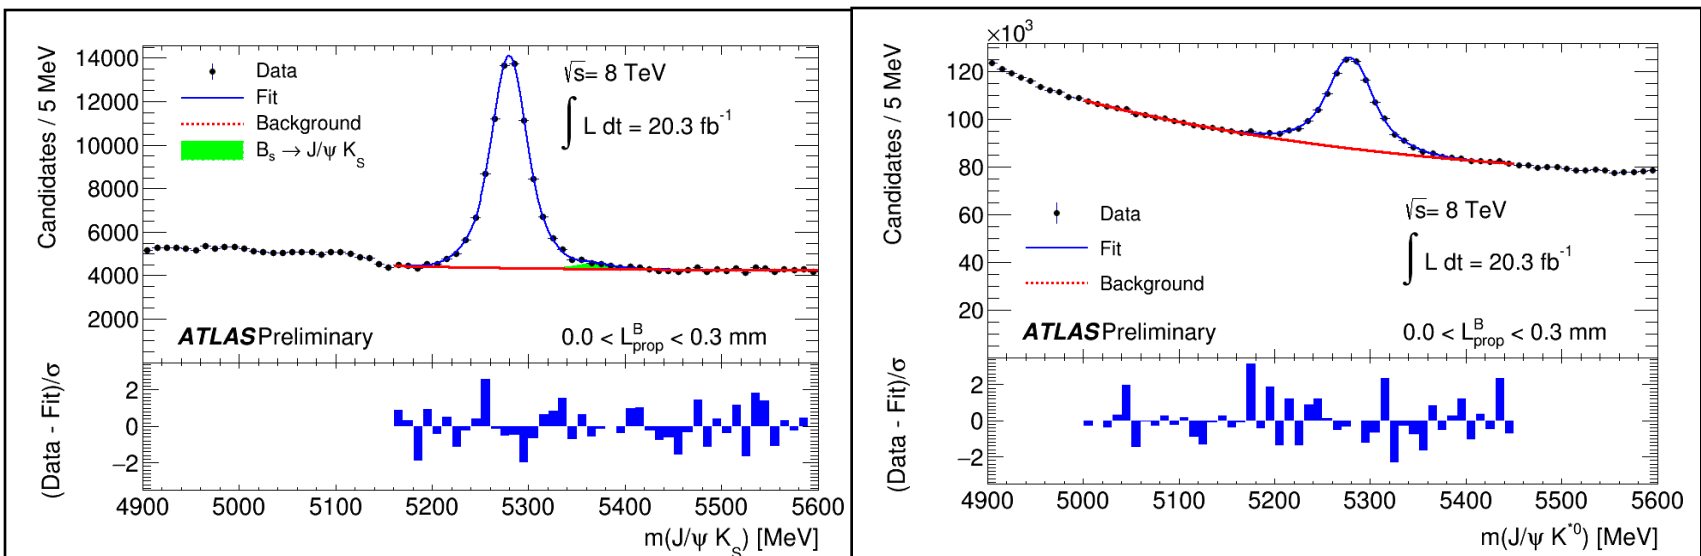 14000
12000
10000
8000
6000
4000
2000
Candidates / 5 MeV
Data
Fit
Background
B_s → J/ψ K_S
√s= 8 TeV
∫ L dt = 20.3 fb⁻¹
ATLAS Preliminary
0.0 < L^B_prop < 0.3 mm
2
0
−2
(Data - Fit)/σ
4900 5000 5100 5200 5300 5400 5500 5600
m(J/ψ K_S) [MeV]
×10³
120
100
80
60
40
20
Candidates / 5 MeV
√s= 8 TeV
Data
Fit
Background
∫ L dt = 20.3 fb⁻¹
ATLAS Preliminary
0.0 < L^B_prop < 0.3 mm
2
0
−2
(Data - Fit)/σ
4900 5000 5100 5200 5300 5400 5500 5600
m(J/ψ K^*0) [MeV]